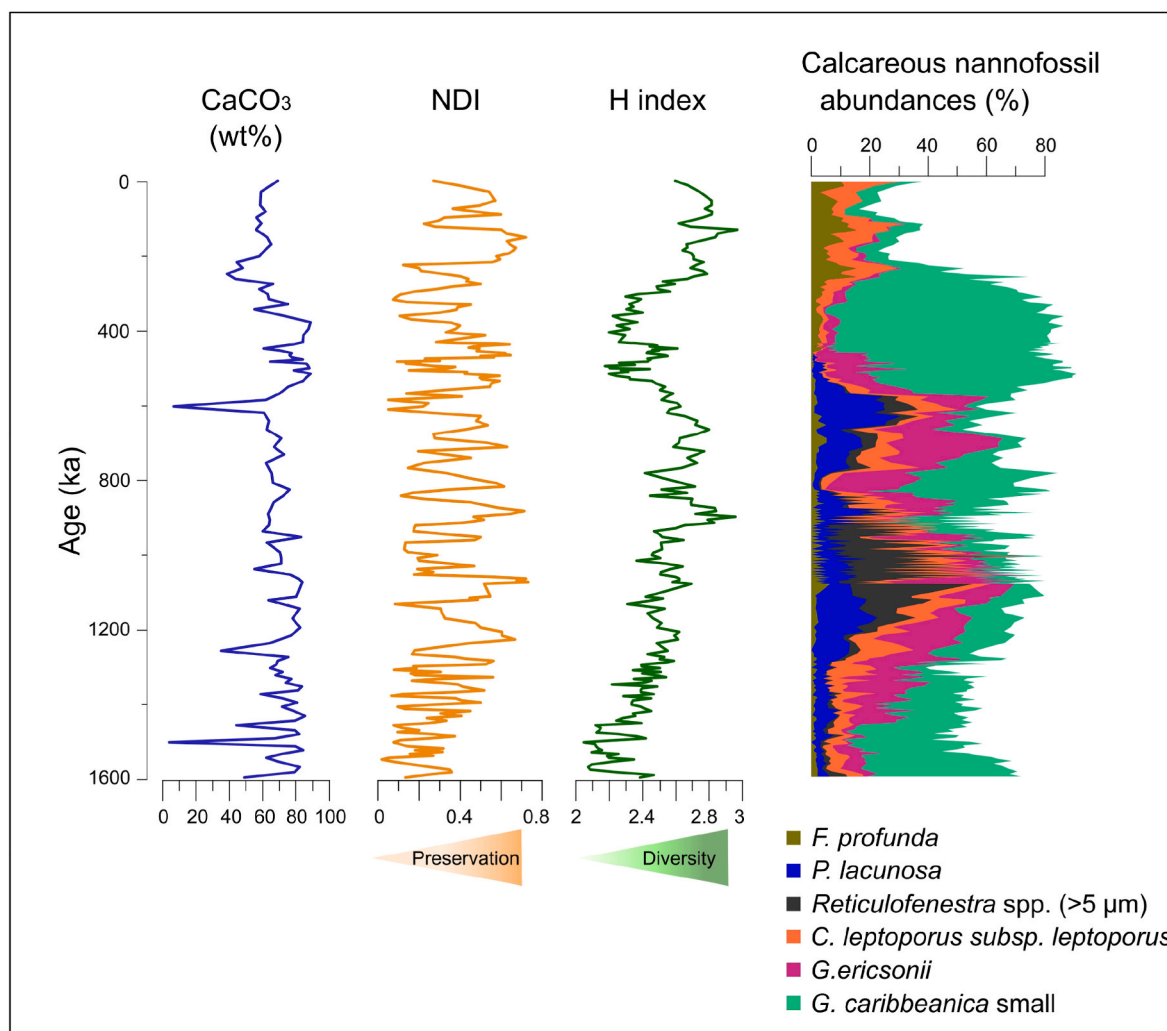 CaCO₃
(wt%)
NDI
H index
Calcareous nannofossil
abundances (%)
0 20 40 60 80
Age (ka)
0
400
800
1200
1600
0 20 40 60 80 100
0 0.4 0.8
2 2.4 2.8 3
Preservation
Diversity
F. profunda
P. lacunosa
Reticulofenestra spp. (>5 µm)
C. leptoporus subsp. leptoporus
G.ericsonii
G. caribbeanica small